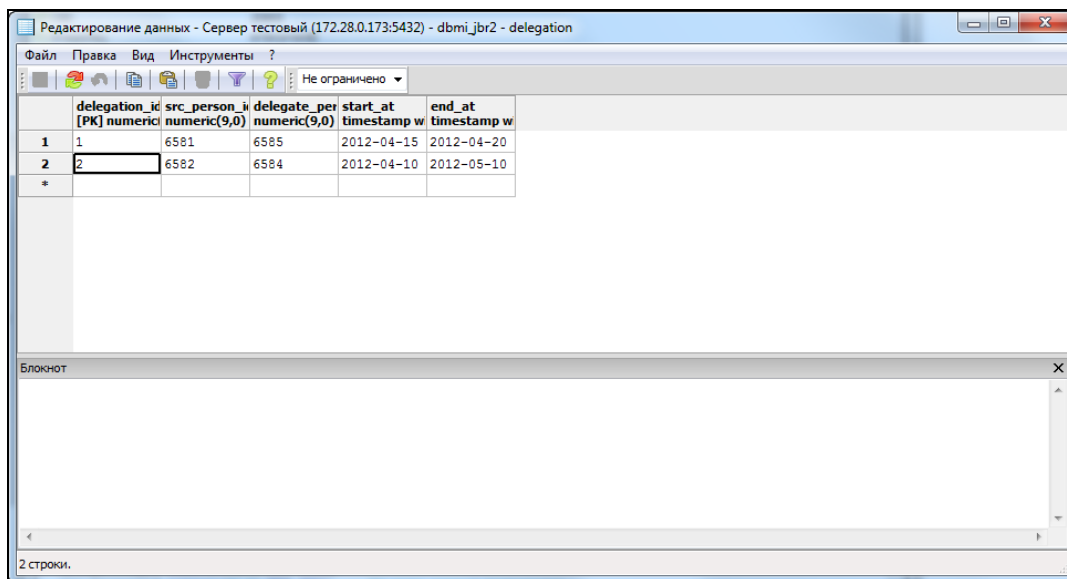 Редактирование данных - Сервер тестовый (172.28.0.173:5432) - dbmi_jbr2 - delegation
Файл Правка Вид Инструменты ?
Не ограничено
delegation_id src_person_i delegate_per start_at end_at
[PK] numeric numeric(9,0) numeric(9,0) timestamp w timestamp w
1 1 6581 6585 2012-04-15 2012-04-20
2 2 6582 6584 2012-04-10 2012-05-10
*
Блокнот
2 строки.